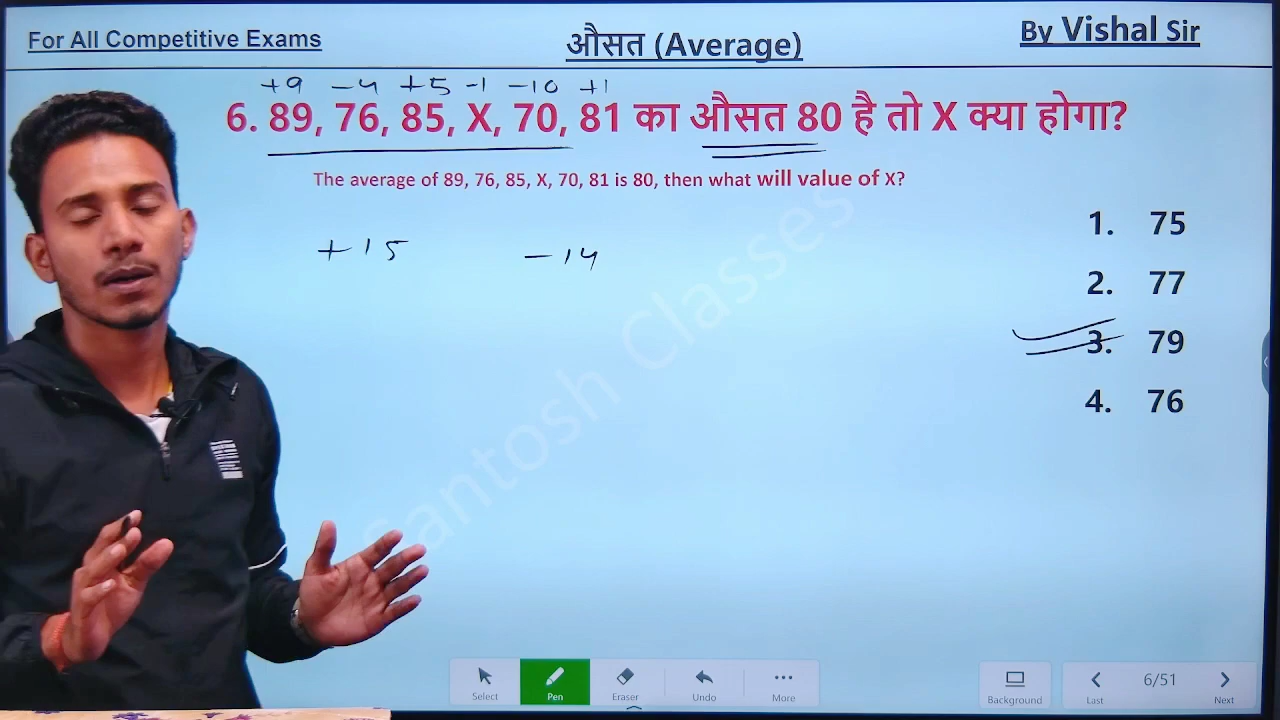 For All Competitive Exams
औसत (Average)
By Vishal Sir
+9 -4 +5 -1 -10 +1
6. 89, 76, 85, X, 70, 81 का औसत 80 है तो X क्या होगा?
The average of 89, 76, 85, X, 70, 81 is 80, then what will value of X?
+15 -14
1. 75
2. 77
3. 79
4. 76
Santosh Classes
Select
Pen
Eraser
Undo
More
Background
Last
6/51
Next